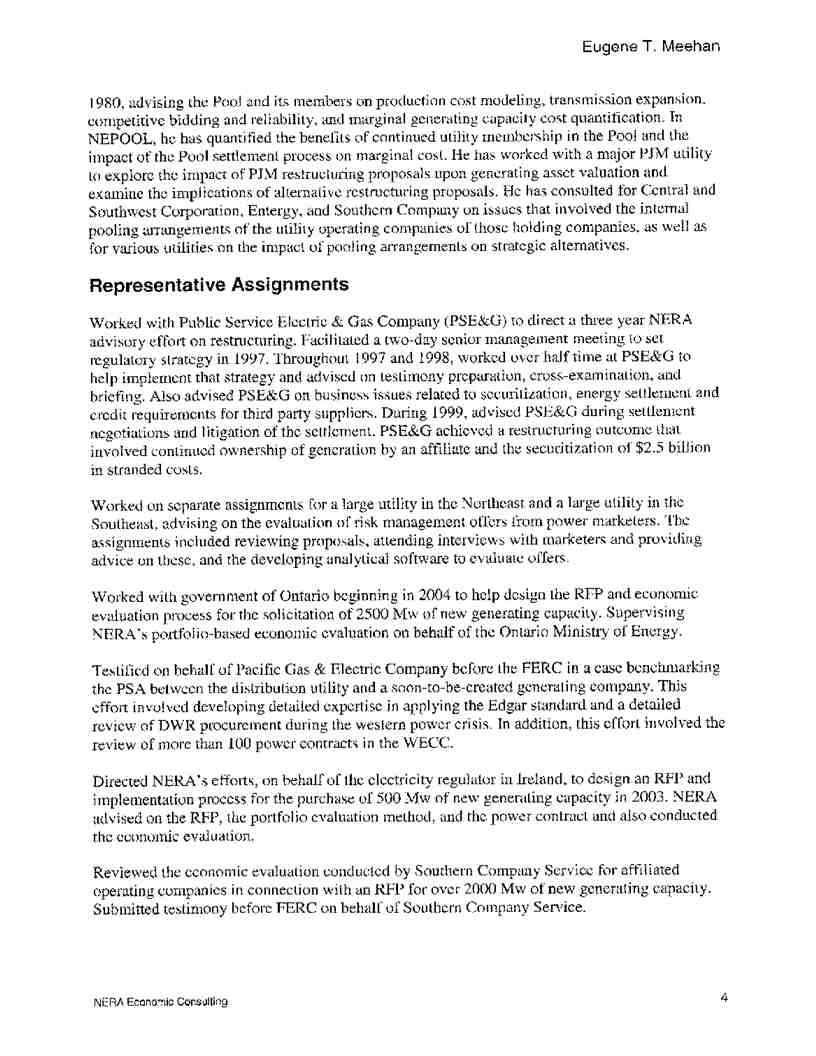 Eugene T. Meehan
1980, advising the Pool and its members on production cost modeling, transmission expansion,
competitive bidding and reliability, and marginal generating capacity cost quantification. In
NEPOOL, he has quantified the benefits of continued utility membership in the Pool and the
impact of the Pool settlement process on marginal cost. He has worked with a major PJM utility
to explore the impact of PJM restructuring proposals upon generating asset valuation and
examine the implications of alternative restructuring proposals. He has consulted for Central and
Southwest Corporation, Entergy, and Southern Company on issues that involved the internal
pooling arrangements of the utility operating companies of those holding companies, as well as
for various utilities on the impact of pooling arrangements on strategic alternatives.
Representative Assignments
Worked with Public Service Electric & Gas Company (PSE&G) to direct a three year NERA
advisory effort on restructuring. Facilitated a two-day senior management meeting to set
regulatory strategy in 1997. Throughout 1997 and 1998, worked over half time at PSE&G to
help implement that strategy and advised on testimony preparation, cross-examination, and
briefing. Also advised PSE&G on business issues related to securitization, energy settlement and
credit requirements for third party suppliers. During 1999, advised PSE&G during settlement
negotiations and litigation of the settlement. PSE&G achieved a restructuring outcome that
involved continued ownership of generation by an affiliate and the securitization of $2.5 billion
in stranded costs.
Worked on separate assignments for a large utility in the Northeast and a large utility in the
Southeast, advising on the evaluation of risk management offers from power marketers. The
assignments included reviewing proposals, attending interviews with marketers and providing
advice on these, and the developing analytical software to evaluate offers.
Worked with government of Ontario beginning in 2004 to help design the RFP and economic
evaluation process for the solicitation of 2500 Mw of new generating capacity. Supervising
NERA's portfolio-based economic evaluation on behalf of the Ontario Ministry of Energy.
Testified on behalf of Pacific Gas & Electric Company before the FERC in a case benchmarking
the PSA between the distribution utility and a soon-to-be-created generating company. This
effort involved developing detailed expertise in applying the Edgar standard and a detailed
review of DWR procurement during the western power crisis. In addition, this effort involved the
review of more than 100 power contracts in the WECC.
Directed NERA's efforts, on behalf of the electricity regulator in Ireland, to design an RFP and
implementation process for the purchase of 500 Mw of new generating capacity in 2003. NERA
advised on the RFP, the portfolio evaluation method, and the power contract and also conducted
the economic evaluation.
Reviewed the economic evaluation conducted by Southern Company Service for affiliated
operating companies in connection with an RFP for over 2000 Mw of new generating capacity.
Submitted testimony before FERC on behalf of Southern Company Service.
NERA Economic Consulting
4